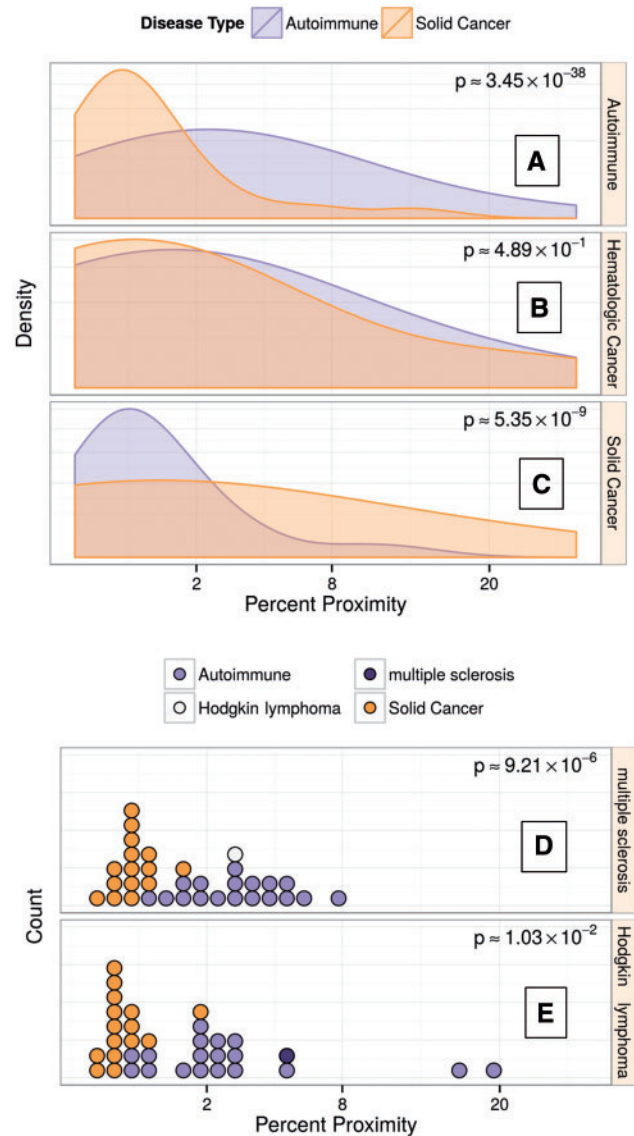 Disease Type Autoimmune Solid Cancer
p ≈ 3.45 × 10⁻³⁸
A
Autoimmune
p ≈ 4.89 × 10⁻¹
B
Hematologic Cancer
p ≈ 5.35 × 10⁻⁹
C
Solid Cancer
Density
2 8 20
Percent Proximity
Autoimmune multiple sclerosis
Hodgkin lymphoma Solid Cancer
p ≈ 9.21 × 10⁻⁶
D
multiple sclerosis
p ≈ 1.03 × 10⁻²
E
Hodgkin lymphoma
Count
2 8 20
Percent Proximity